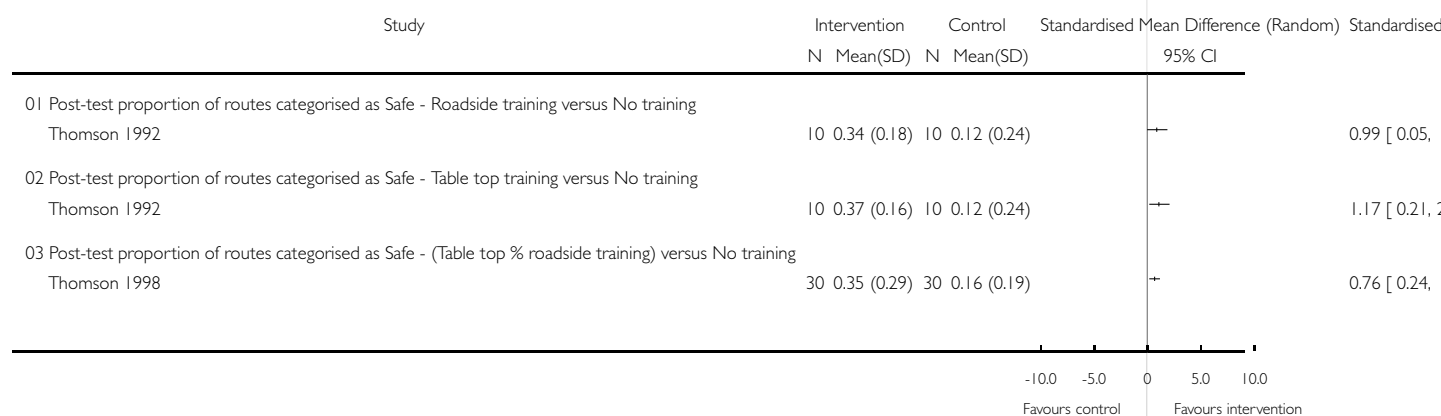 Study Intervention Control Standardised Mean Difference (Random) Standardised
N Mean(SD) N Mean(SD) 95% CI
01 Post-test proportion of routes categorised as Safe - Roadside training versus No training
Thomson 1992 10 0.34 (0.18) 10 0.12 (0.24) 0.99 [ 0.05,
02 Post-test proportion of routes categorised as Safe - Table top training versus No training
Thomson 1992 10 0.37 (0.16) 10 0.12 (0.24) 1.17 [ 0.21, 2
03 Post-test proportion of routes categorised as Safe - (Table top % roadside training) versus No training
Thomson 1998 30 0.35 (0.29) 30 0.16 (0.19) 0.76 [ 0.24,
-10.0 -5.0 0 5.0 10.0
Favours control Favours intervention